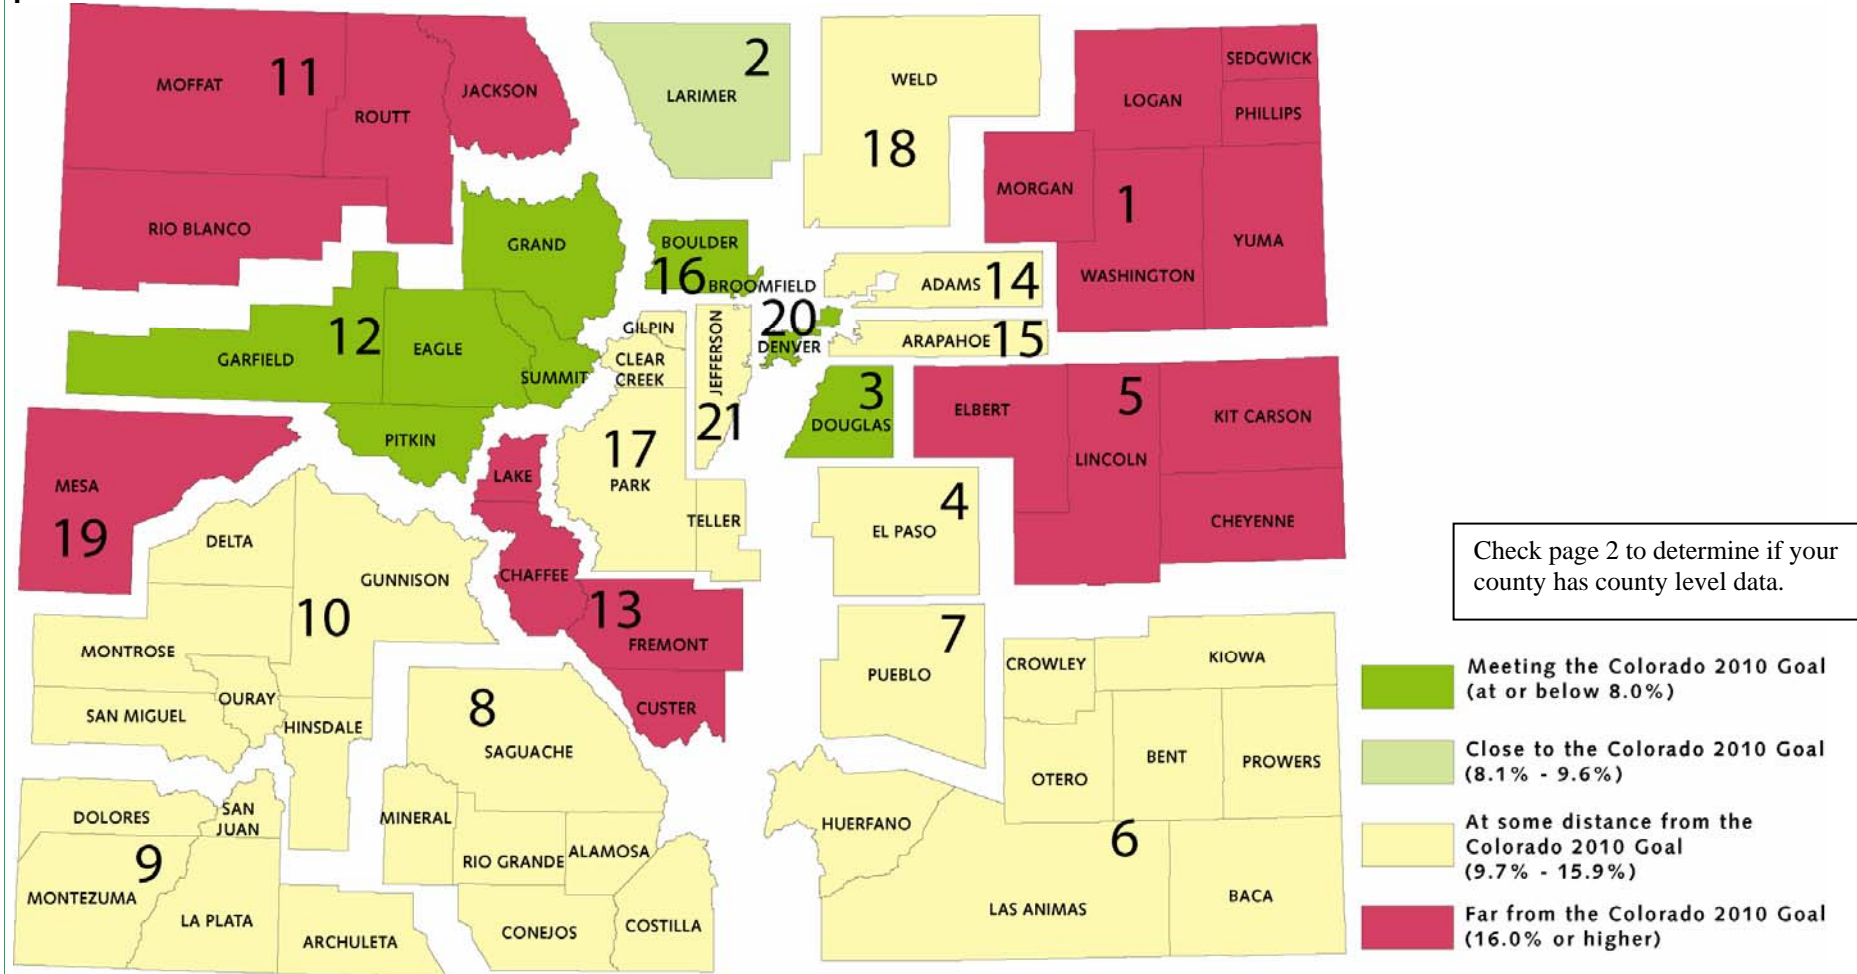 MOFFAT
11
ROUTT
JACKSON
RIO BLANCO
2
LARIMER
WELD
18
SEDGWICK
LOGAN
PHILLIPS
MORGAN
1
YUMA
WASHINGTON
GRAND
BOULDER
16
BROOMFIELD
ADAMS 14
20
DENVER
ARAPAHOE 15
GILPIN
CLEAR
CREEK
JEFFERSON
21
12
GARFIELD
EAGLE
SUMMIT
PITKIN
3
DOUGLAS
ELBERT
5
KIT CARSON
LINCOLN
CHEYENNE
MESA
19
LAKE
17
PARK
TELLER
4
EL PASO
DELTA
GUNNISON
CHAFFEE
10
13
FREMONT
CUSTER
MONTROSE
OURAY
SAN MIGUEL
HINSDALE
7
PUEBLO
CROWLEY
KIOWA
8
SAGUACHE
OTERO
BENT
PROWERS
DOLORES
SAN
JUAN
MINERAL
RIO GRANDE
ALAMOSA
HUERFANO
6
9
MONTEZUMA
LA PLATA
ARCHULETA
CONEJOS
COSTILLA
LAS ANIMAS
BACA
Check page 2 to determine if your
county has county level data.
Meeting the Colorado 2010 Goal
(at or below 8.0%)
Close to the Colorado 2010 Goal
(8.1% - 9.6%)
At some distance from the
Colorado 2010 Goal
(9.7% - 15.9%)
Far from the Colorado 2010 Goal
(16.0% or higher)